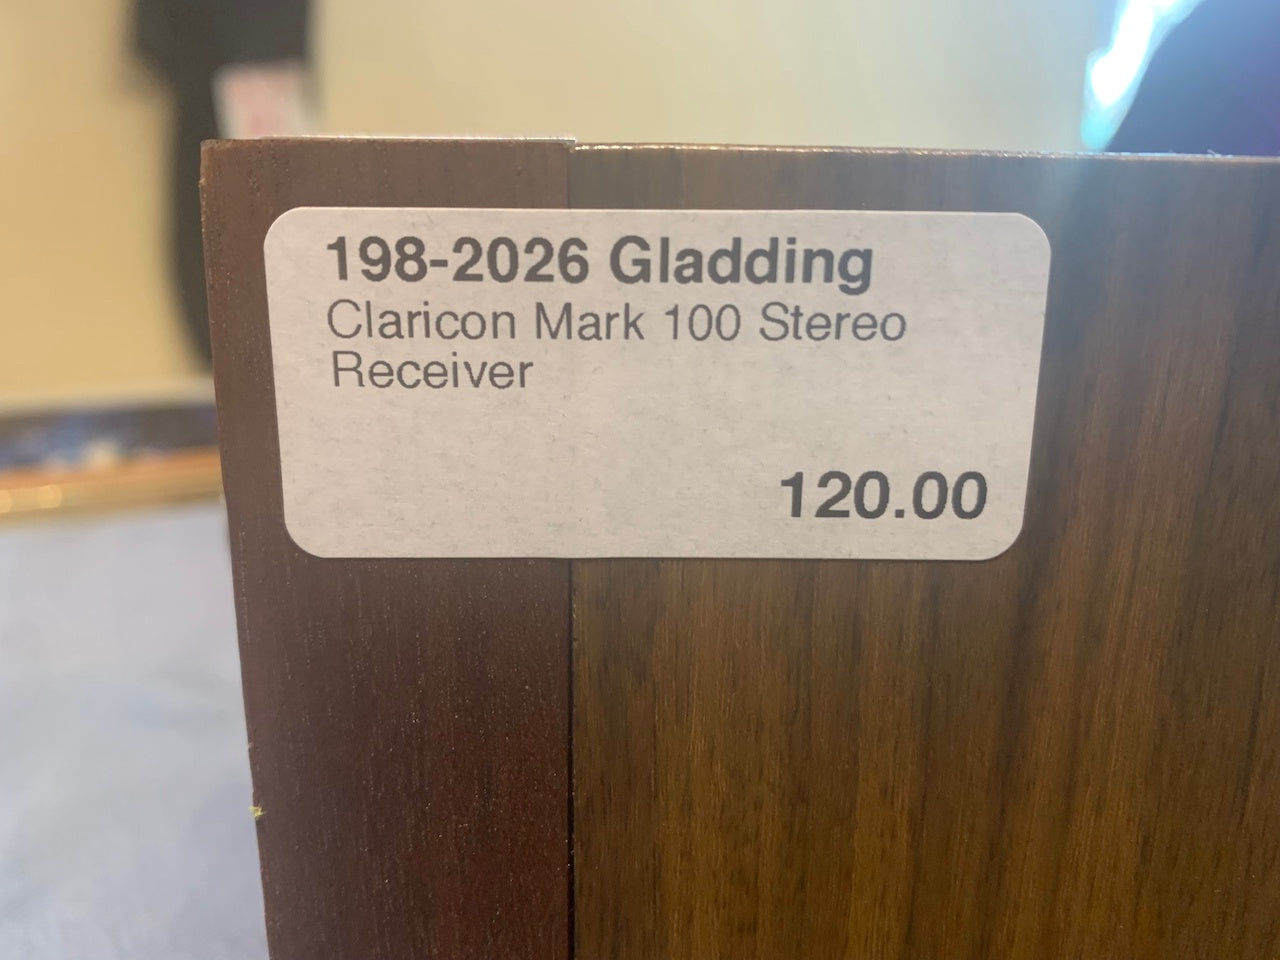 198-2026 Gladding
Claricon Mark 100 Stereo
Receiver
120.00